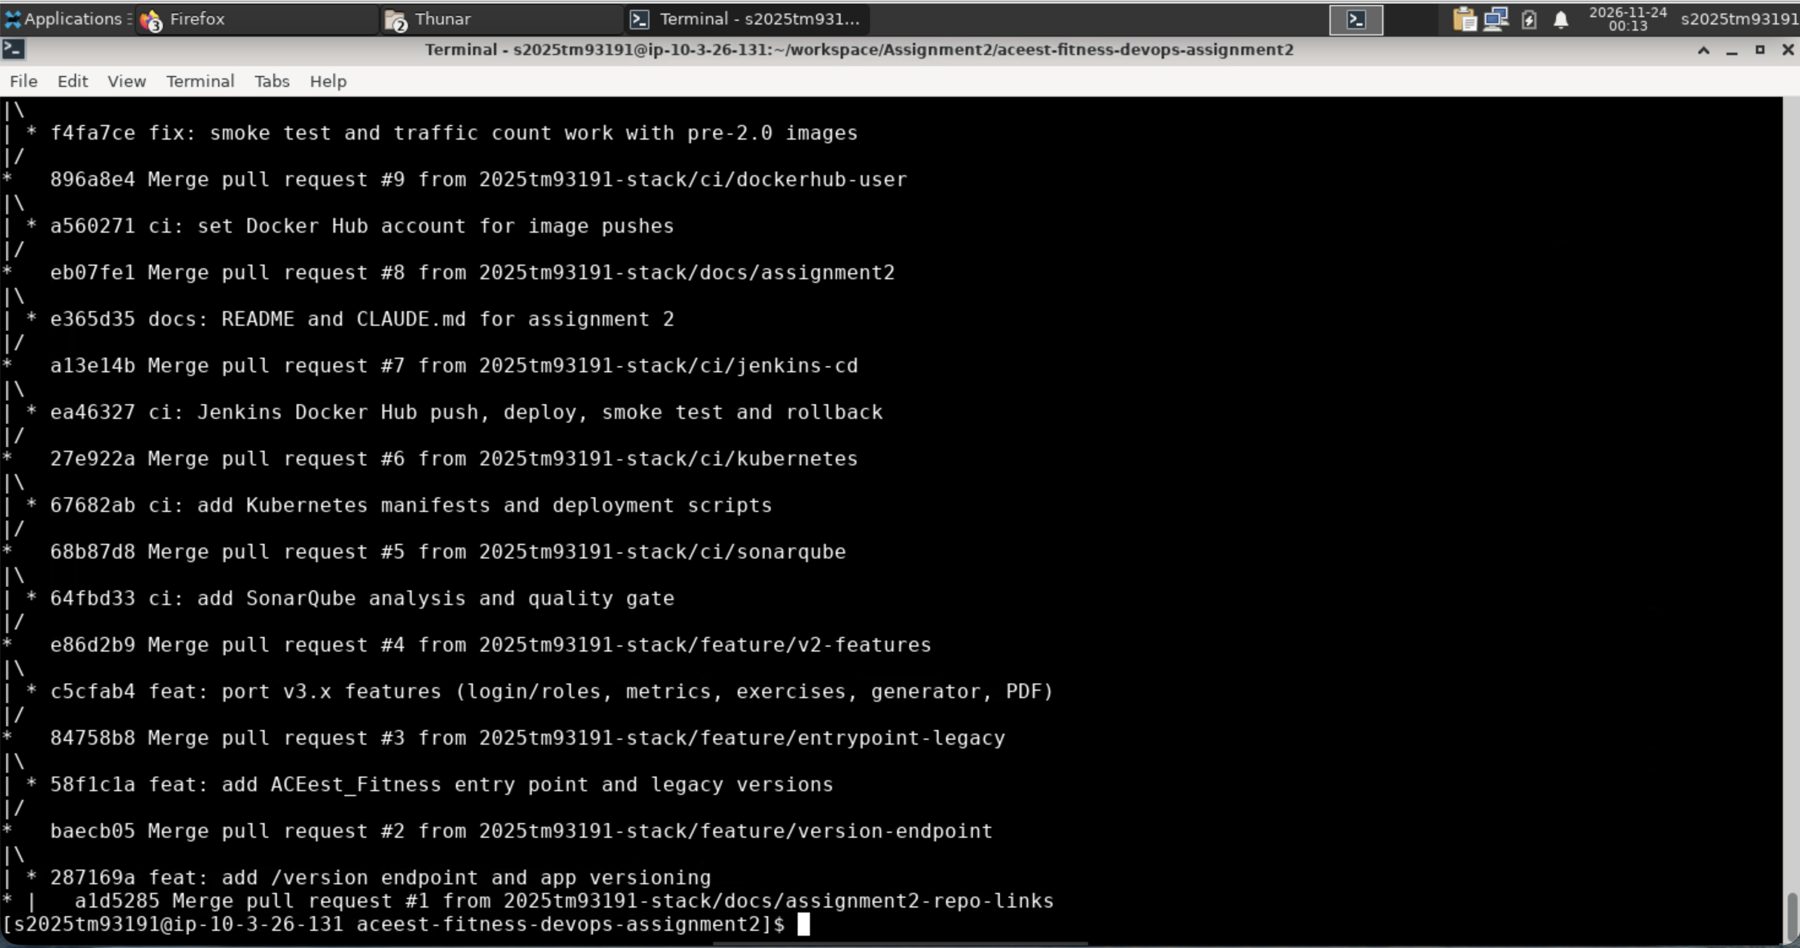 Applications
3 Firefox
2 Thunar
Terminal - s2025tm931...
2026-11-24
00:13
s2025tm93191
Terminal - s2025tm93191@ip-10-3-26-131:~/workspace/Assignment2/aceest-fitness-devops-assignment2
File Edit View Terminal Tabs Help
|\
| * f4fa7ce fix: smoke test and traffic count work with pre-2.0 images
|/
*   896a8e4 Merge pull request #9 from 2025tm93191-stack/ci/dockerhub-user
|\
| * a560271 ci: set Docker Hub account for image pushes
|/
*   eb07fe1 Merge pull request #8 from 2025tm93191-stack/docs/assignment2
|\
| * e365d35 docs: README and CLAUDE.md for assignment 2
|/
*   a13e14b Merge pull request #7 from 2025tm93191-stack/ci/jenkins-cd
|\
| * ea46327 ci: Jenkins Docker Hub push, deploy, smoke test and rollback
|/
*   27e922a Merge pull request #6 from 2025tm93191-stack/ci/kubernetes
|\
| * 67682ab ci: add Kubernetes manifests and deployment scripts
|/
*   68b87d8 Merge pull request #5 from 2025tm93191-stack/ci/sonarqube
|\
| * 64fbd33 ci: add SonarQube analysis and quality gate
|/
*   e86d2b9 Merge pull request #4 from 2025tm93191-stack/feature/v2-features
|\
| * c5cfab4 feat: port v3.x features (login/roles, metrics, exercises, generator, PDF)
|/
*   84758b8 Merge pull request #3 from 2025tm93191-stack/feature/entrypoint-legacy
|\
| * 58f1c1a feat: add ACEest_Fitness entry point and legacy versions
|/
*   baecb05 Merge pull request #2 from 2025tm93191-stack/feature/version-endpoint
|\
| * 287169a feat: add /version endpoint and app versioning
* |   a1d5285 Merge pull request #1 from 2025tm93191-stack/docs/assignment2-repo-links
[s2025tm93191@ip-10-3-26-131 aceest-fitness-devops-assignment2]$